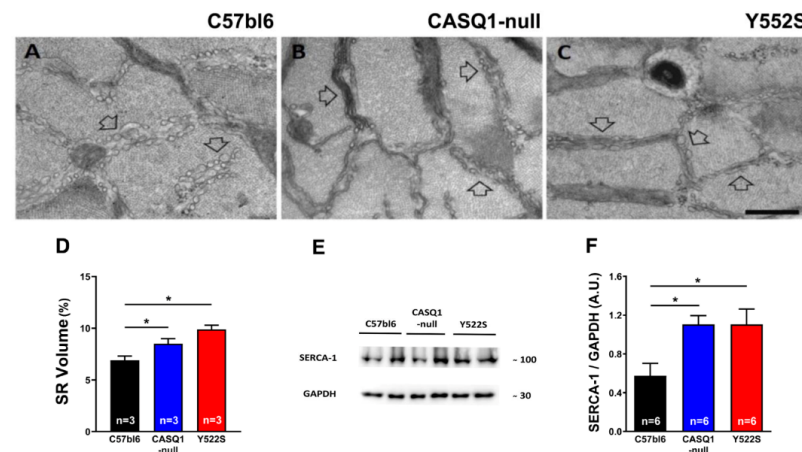 C57bl6 CASQ1-null Y552S
A B C
D E F
SR Volume (%)
15
10
5
0
n=3 n=3 n=3
C57bl6 CASQ1 -null Y522S
*
*
C57bl6 CASQ1 -null Y522S
SERCA-1 – 100
GAPDH – 30
SERCA-1 / GAPDH (A.U.)
1.6
1.2
0.8
0.4
0.0
*
*
n=6 n=6 n=6
C57bl6 CASQ1 -null Y522S